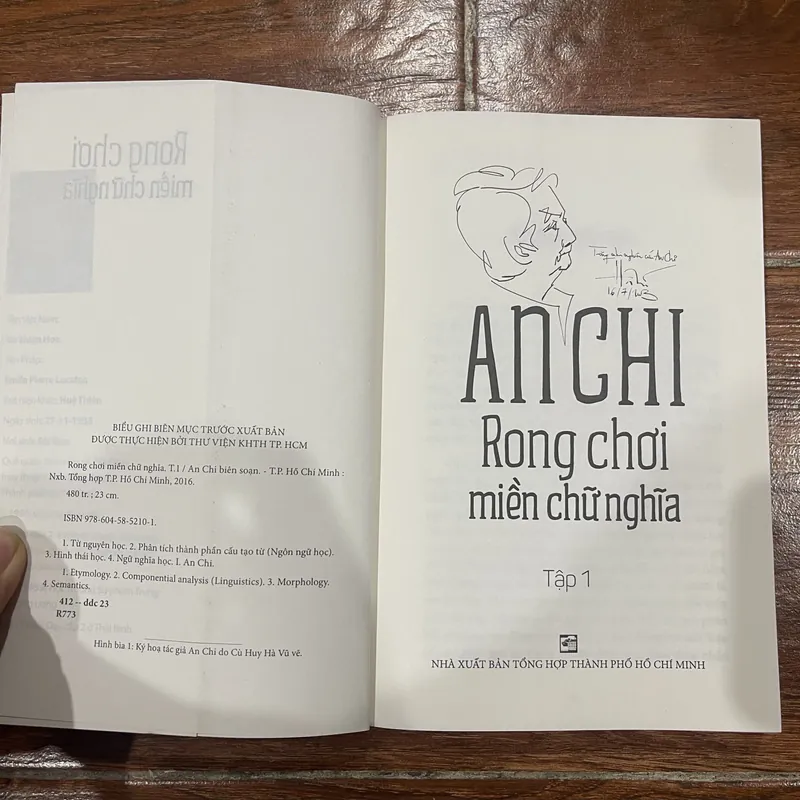 BIỂU GHI BIÊN MỤC TRƯỚC XUẤT BẢN
ĐƯỢC THỰC HIỆN BỞI THƯ VIỆN KHTH TP. HCM
Rong chơi miền chữ nghĩa. T.1 / An Chi biên soạn. - T.P. Hồ Chí Minh :
Nxb. Tổng hợp T.P. Hồ Chí Minh, 2016.
480 tr. ; 23 cm.
ISBN 978-604-58-5210-1.
1. Từ nguyên học. 2. Phân tích thành phần cấu tạo từ (Ngôn ngữ học).
3. Hình thái học. 4. Ngữ nghĩa học. I. An Chi.
1. Etymology. 2. Componential analysis (Linguistics). 3. Morphology.
4. Semantics.
412 -- ddc 23
R773
Hình bìa 1: Ký hoạ tác giả An Chi do Cù Huy Hà Vũ vẽ.
AN CHI
Rong chơi
miền chữ nghĩa
Tập 1
NHÀ XUẤT BẢN TỔNG HỢP THÀNH PHỐ HỒ CHÍ MINH